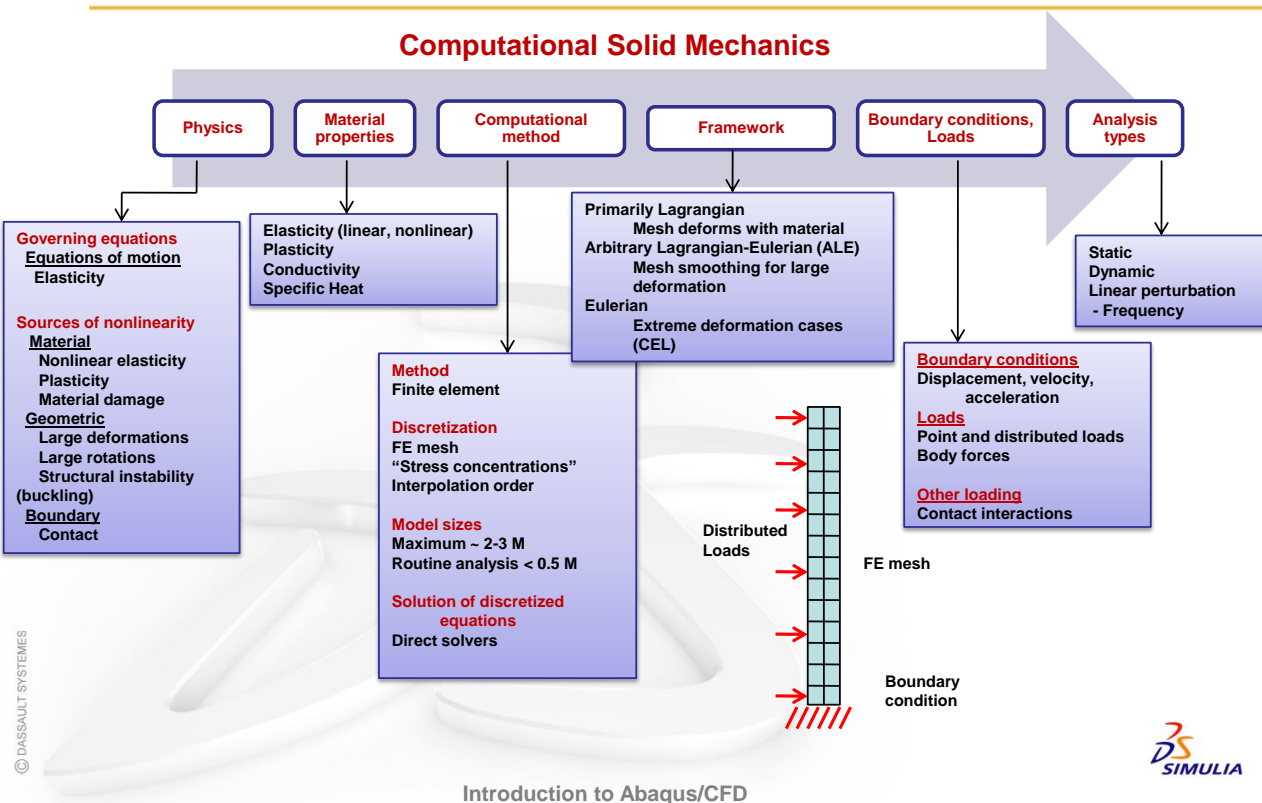 Computational Solid Mechanics
Physics
Material
properties
Computational
method
Framework
Boundary conditions,
Loads
Analysis
types
Governing equations
Equations of motion
Elasticity
Sources of nonlinearity
Material
Nonlinear elasticity
Plasticity
Material damage
Geometric
Large deformations
Large rotations
Structural instability
(buckling)
Boundary
Contact
Elasticity (linear, nonlinear)
Plasticity
Conductivity
Specific Heat
Method
Finite element
Discretization
FE mesh
“Stress concentrations”
Interpolation order
Model sizes
Maximum ~ 2-3 M
Routine analysis < 0.5 M
Solution of discretized
equations
Direct solvers
Primarily Lagrangian
Mesh deforms with material
Arbitrary Lagrangian-Eulerian (ALE)
Mesh smoothing for large
deformation
Eulerian
Extreme deformation cases
(CEL)
Boundary conditions
Displacement, velocity,
acceleration
Loads
Point and distributed loads
Body forces
Other loading
Contact interactions
Static
Dynamic
Linear perturbation
- Frequency
Distributed
Loads
FE mesh
Boundary
condition
© DASSAULT SYSTEMES
SIMULIA
Introduction to Abaqus/CFD